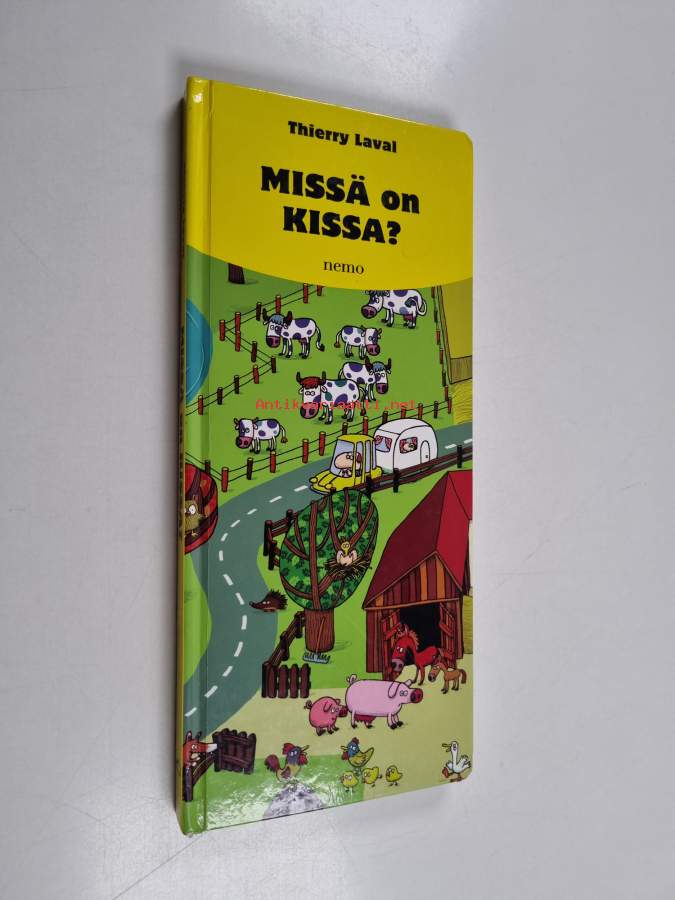 Thierry Laval
MISSÄ on
KISSA?
nemo
Antikvariaatti.net